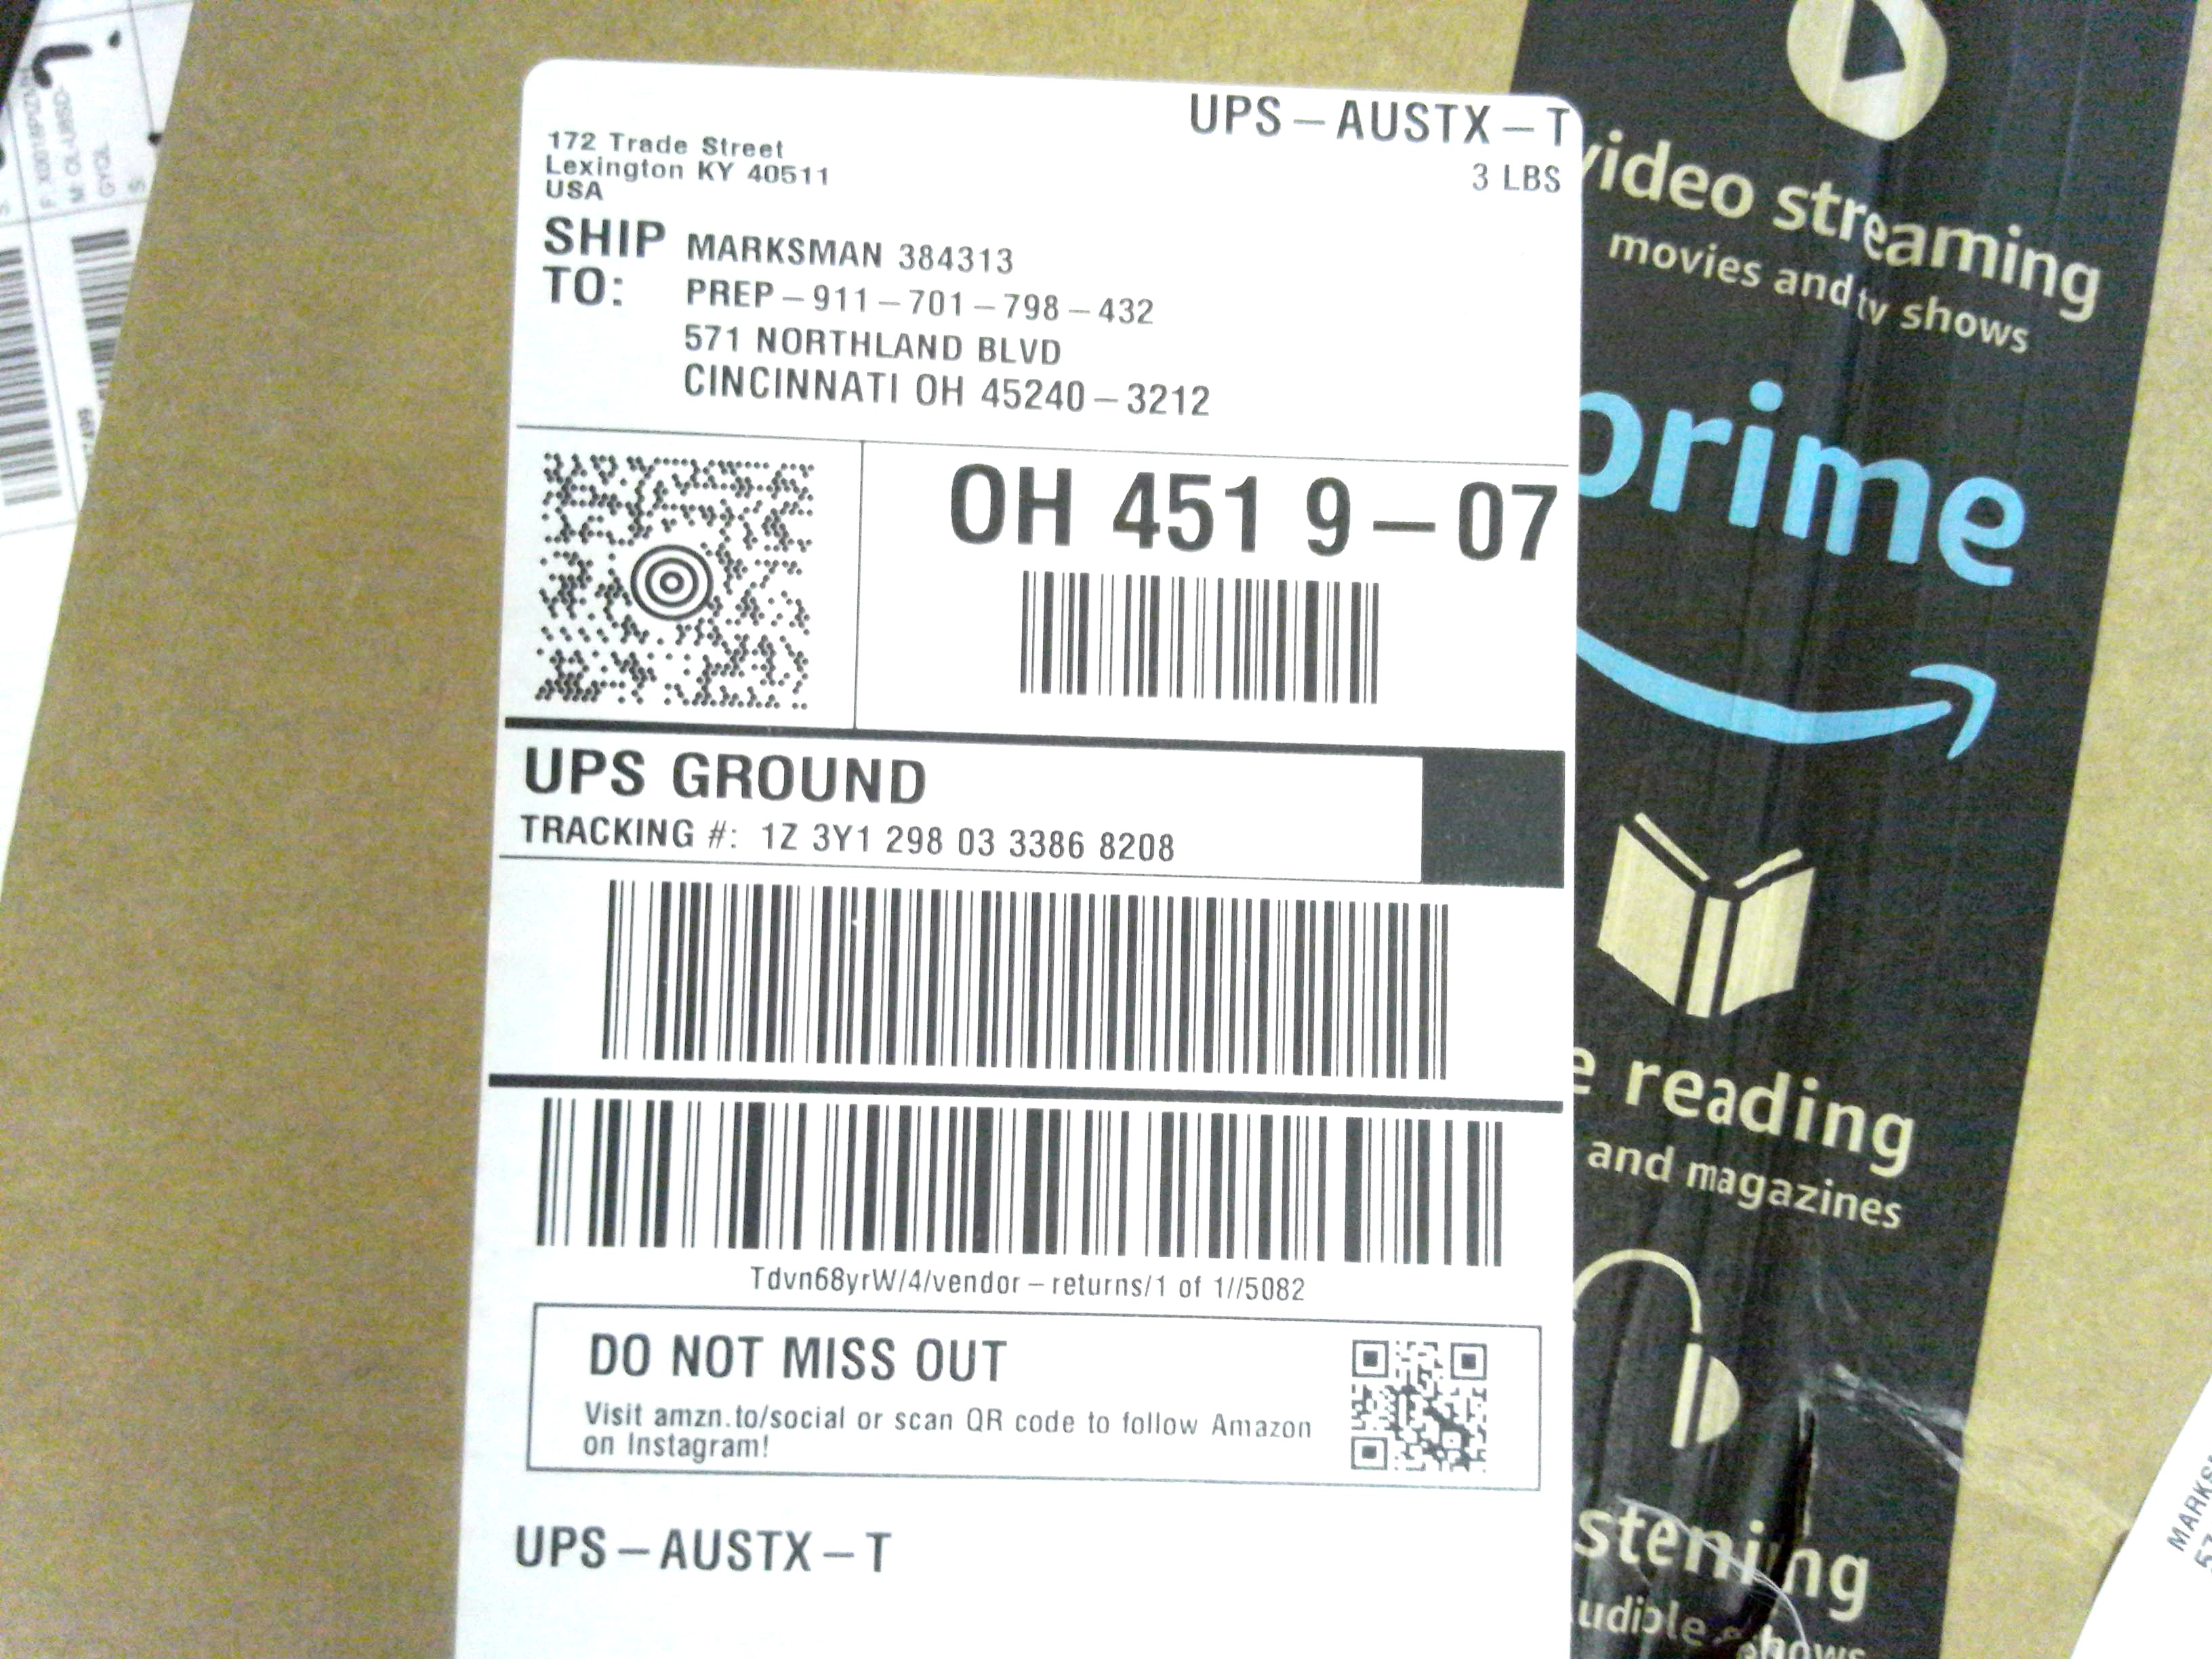 UPS – AUSTX – T
3 LBS
172 Trade Street
Lexington KY 40511
USA
SHIP TO:
MARKSMAN 384313
PREP – 911 – 701 – 798 – 432
571 NORTHLAND BLVD
CINCINNATI OH 45240 – 3212
OH 451 9 – 07
UPS GROUND
TRACKING #: 1Z 3Y1 298 03 3386 8208
Tdvn68yrW/4/vendor – returns/1 of 1//5082
DO NOT MISS OUT
Visit amzn.to/social or scan QR code to follow Amazon
on Instagram!
UPS – AUSTX – T
video streaming
movies and tv shows
prime
e reading
and magazines
stening
udible shows